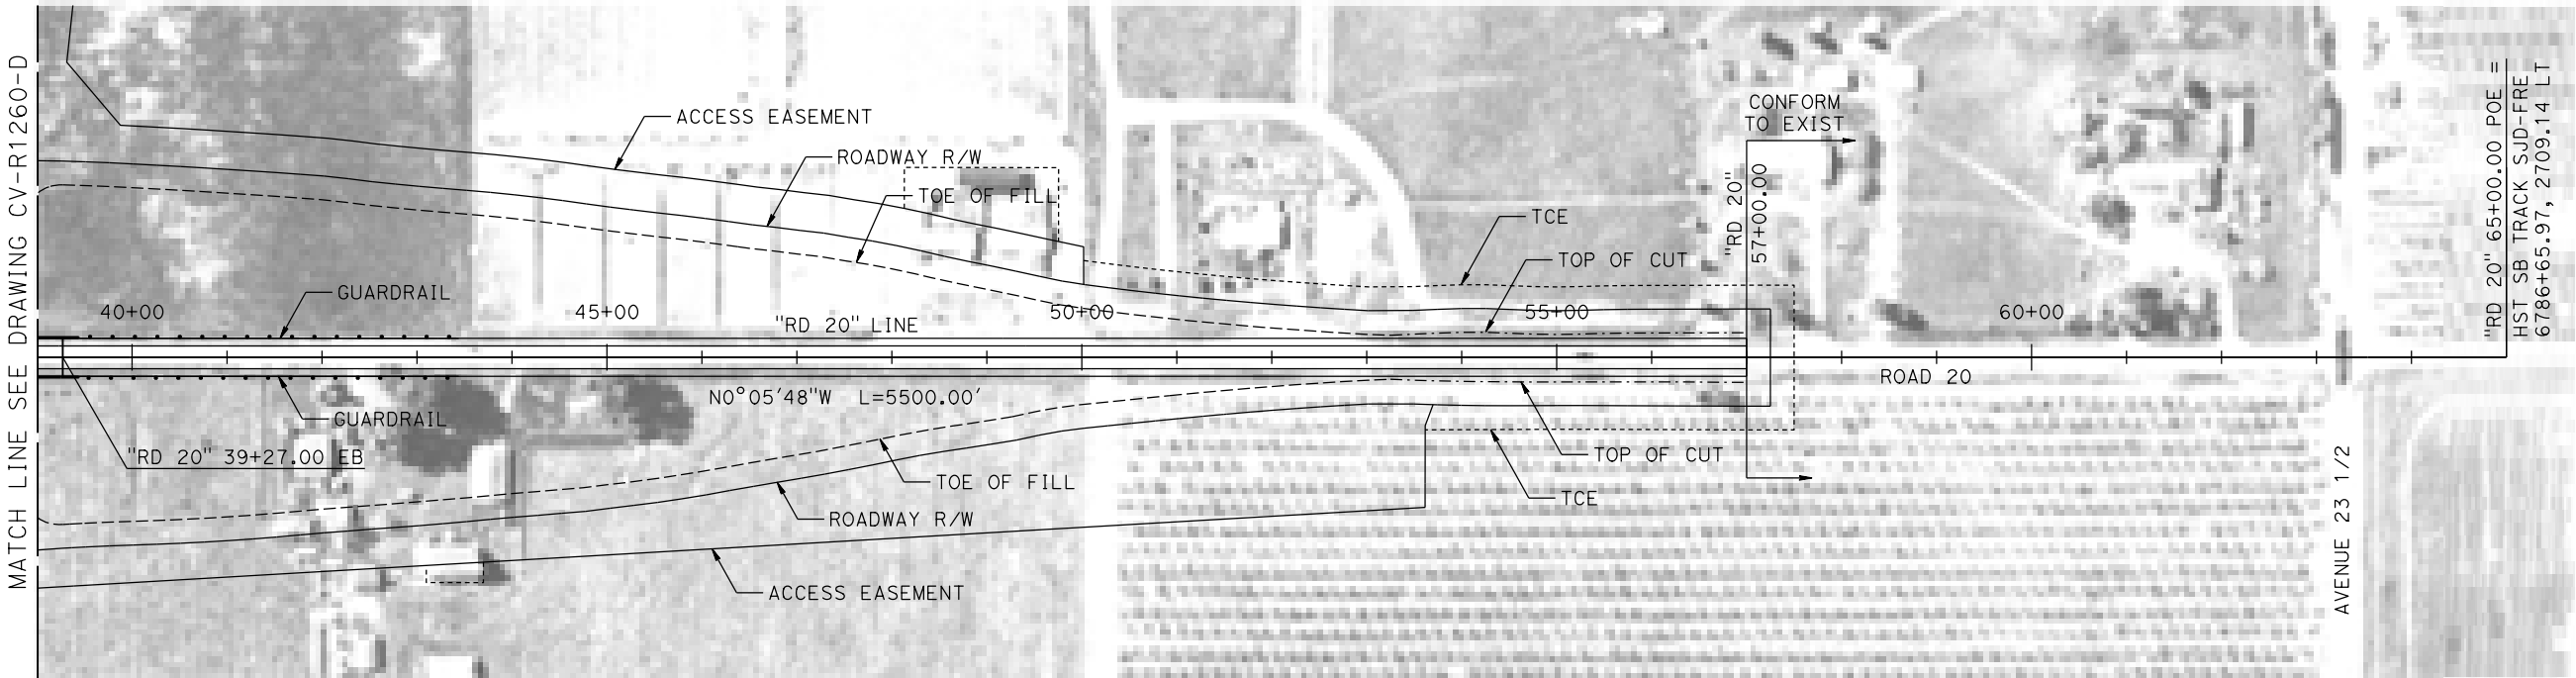 MATCH LINE SEE DRAWING CV-R1260-D
ACCESS EASEMENT
ROADWAY R/W
TOE OF FILL
GUARDRAIL
TCE
TOP OF CUT
CONFORM
TO EXIST
"RD 20"
57+00.00
40+00
45+00
50+00
55+00
60+00
"RD 20" LINE
N0°05'48"W L=5500.00'
ROAD 20
GUARDRAIL
"RD 20" 39+27.00 EB
TOE OF FILL
ROADWAY R/W
ACCESS EASEMENT
TOP OF CUT
TCE
AVENUE 23 1/2
"RD 20" 65+00.00 POE =
HST SB TRACK SJD-FRE
6786+65.97, 2709.14 LT